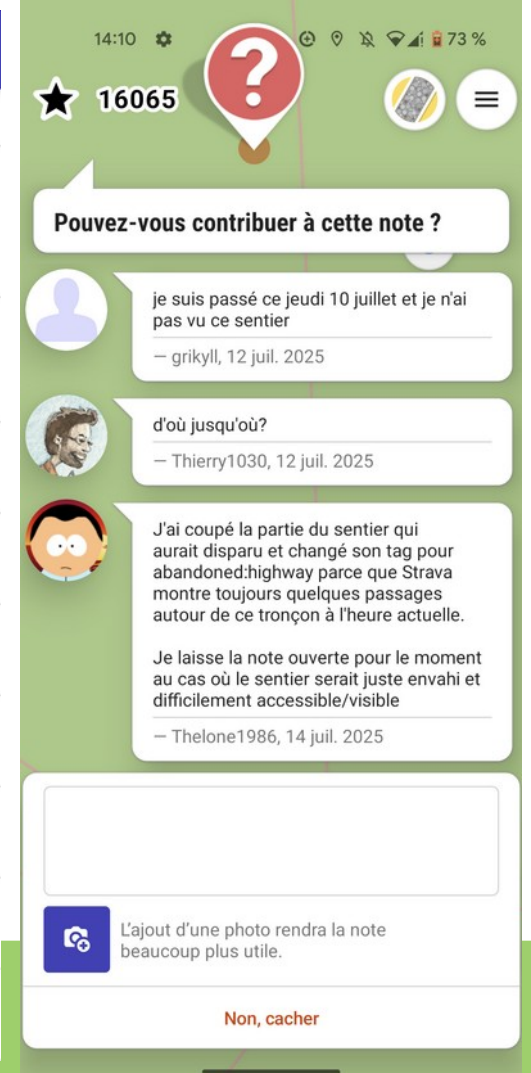 14:10
73 %
?
16065
Pouvez-vous contribuer à cette note ?
je suis passé ce jeudi 10 juillet et je n'ai
pas vu ce sentier
— grikyll, 12 juil. 2025
d'où jusqu'où?
— Thierry1030, 12 juil. 2025
J'ai coupé la partie du sentier qui
aurait disparu et changé son tag pour
abandoned:highway parce que Strava
montre toujours quelques passages
autour de ce tronçon à l'heure actuelle.
Je laisse la note ouverte pour le moment
au cas où le sentier serait juste envahi et
difficilement accessible/visible
— Thelone1986, 14 juil. 2025
L'ajout d'une photo rendra la note
beaucoup plus utile.
Non, cacher